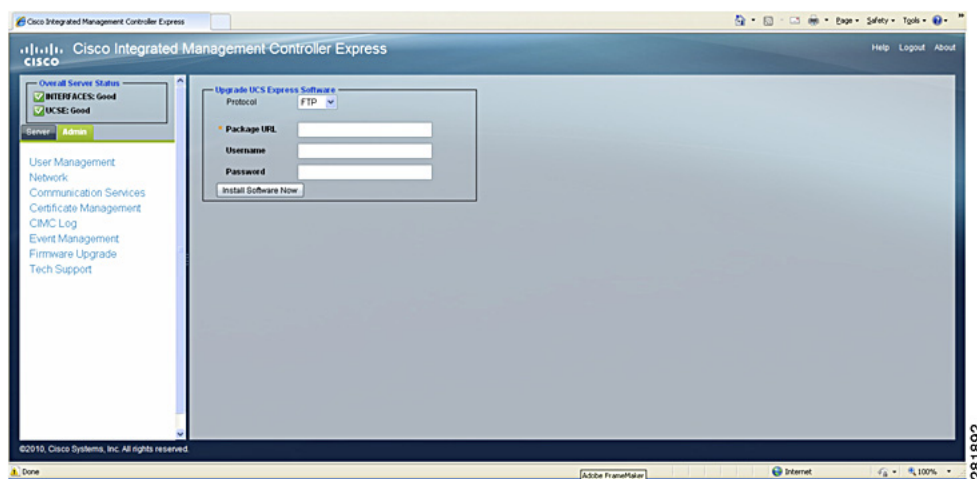 Cisco Integrated Management Controller Express
Page Safety Tools
CISCO
Cisco Integrated Management Controller Express
Help Logout About
Overall Server Status
INTERFACES: Good
UCSE: Good
Server Admin
User Management
Network
Communication Services
Certificate Management
CIMC Log
Event Management
Firmware Upgrade
Tech Support
Upgrade UCS Express Software
Protocol FTP
* Package URL
Username
Password
Install Software Now
©2010, Cisco Systems, Inc. All rights reserved.
Done
Adobe FrameMaker
Internet
100%
281892